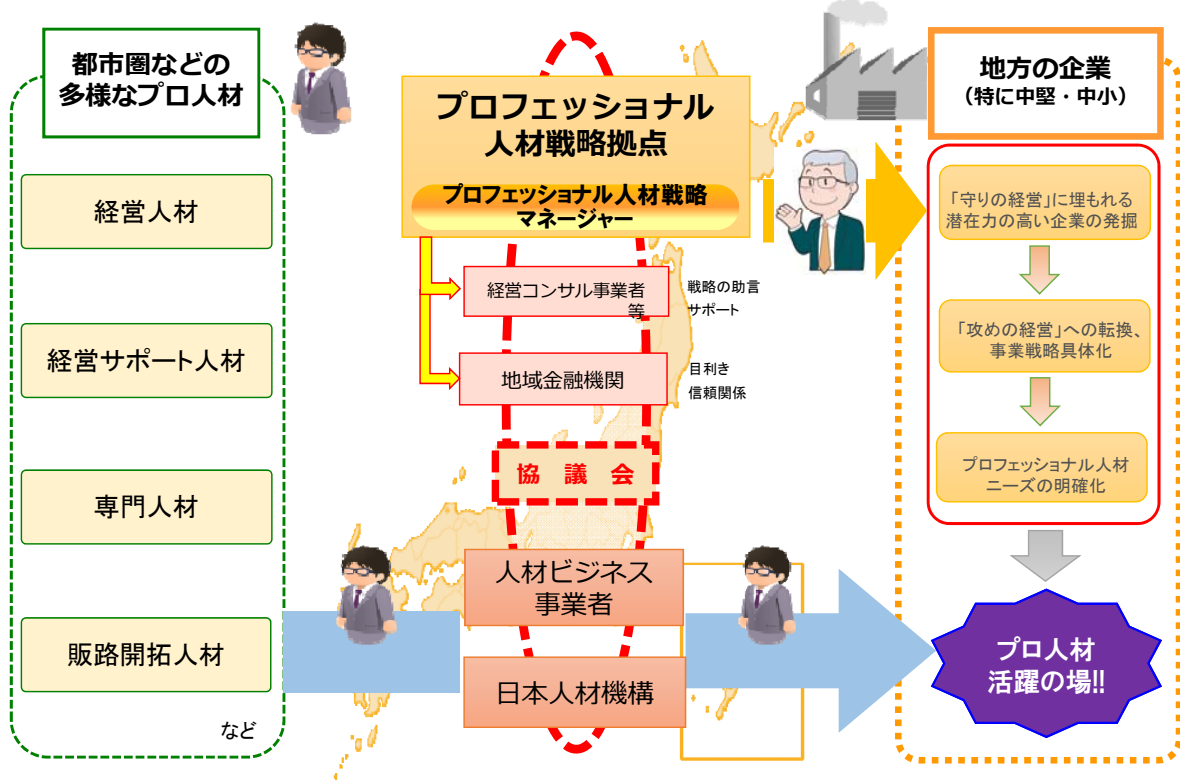 都市圏などの
多様なプロ人材
経営人材
経営サポート人材
専門人材
販路開拓人材
など
プロフェッショナル
人材戦略拠点
プロフェッショナル人材戦略
マネージャー
経営コンサル事業者
等
戦略の助言
サポート
地域金融機関
目利き
信頼関係
協議会
人材ビジネス
事業者
日本人材機構
地方の企業
（特に中堅・中小）
「守りの経営」に埋もれる
潜在力の高い企業の発掘
「攻めの経営」への転換、
事業戦略具体化
プロフェッショナル人材
ニーズの明確化
プロ人材
活躍の場!!